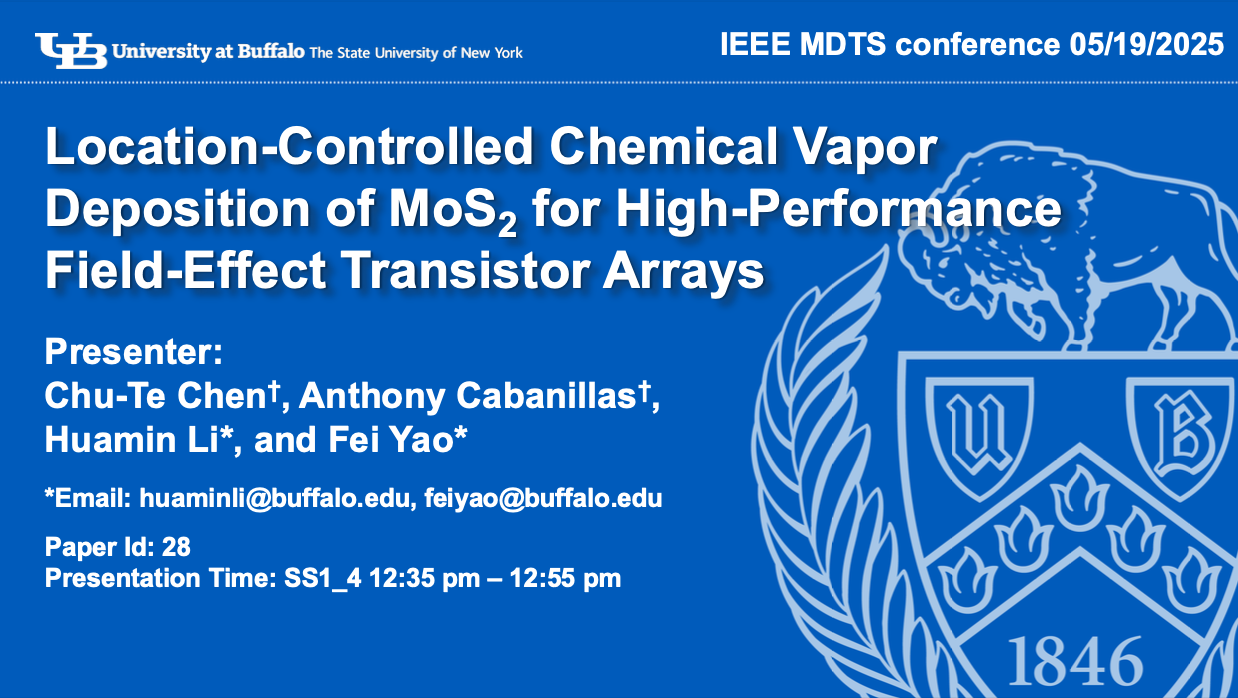 UB University at Buffalo The State University of New York
IEEE MDTS conference 05/19/2025
Location-Controlled Chemical Vapor
Deposition of MoS₂ for High-Performance
Field-Effect Transistor Arrays
Presenter:
Chu-Te Chen†, Anthony Cabanillas†,
Huamin Li*, and Fei Yao*
*Email: huaminli@buffalo.edu, feiyao@buffalo.edu
Paper Id: 28
Presentation Time: SS1_4 12:35 pm – 12:55 pm
U B
1846